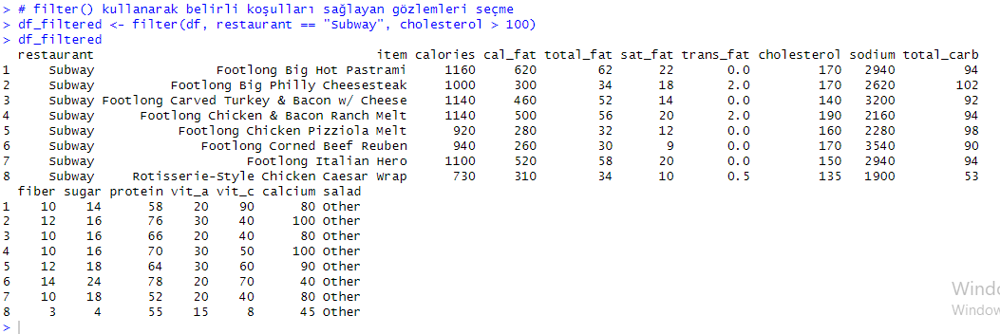 > # filter() kullanarak belirli koşulları sağlayan gözlemleri seçme
> df_filtered <- filter(df, restaurant == "Subway", cholesterol > 100)
> df_filtered
  restaurant                                 item calories cal_fat total_fat sat_fat trans_fat cholesterol sodium total_carb
1     Subway                Footlong Big Hot Pastrami     1160     620        62      22       0.0         170   2940         94
2     Subway          Footlong Big Philly Cheesesteak     1000     300        34      18       2.0         170   2620        102
3     Subway Footlong Carved Turkey & Bacon w/ Cheese     1140     460        52      14       0.0         140   3200         92
4     Subway      Footlong Chicken & Bacon Ranch Melt     1140     500        56      20       2.0         190   2160         94
5     Subway           Footlong Chicken Pizziola Melt      920     280        32      12       0.0         160   2280         98
6     Subway              Footlong Corned Beef Reuben      940     260        30       9       0.0         170   3540         90
7     Subway                    Footlong Italian Hero     1100     520        58      20       0.0         150   2940         94
8     Subway     Rotisserie-Style Chicken Caesar Wrap      730     310        34      10       0.5         135   1900         53
  fiber sugar protein vit_a vit_c calcium salad
1    10    14      58    20    90      80 Other
2    12    16      76    30    40     100 Other
3    10    16      66    20    40      80 Other
4    10    16      70    30    50     100 Other
5    12    18      64    30    60      90 Other
6    14    24      78    20    70      40 Other
7    10    18      52    20    40      80 Other
8     3     4      55    15     8      45 Other
>
Windo
Window